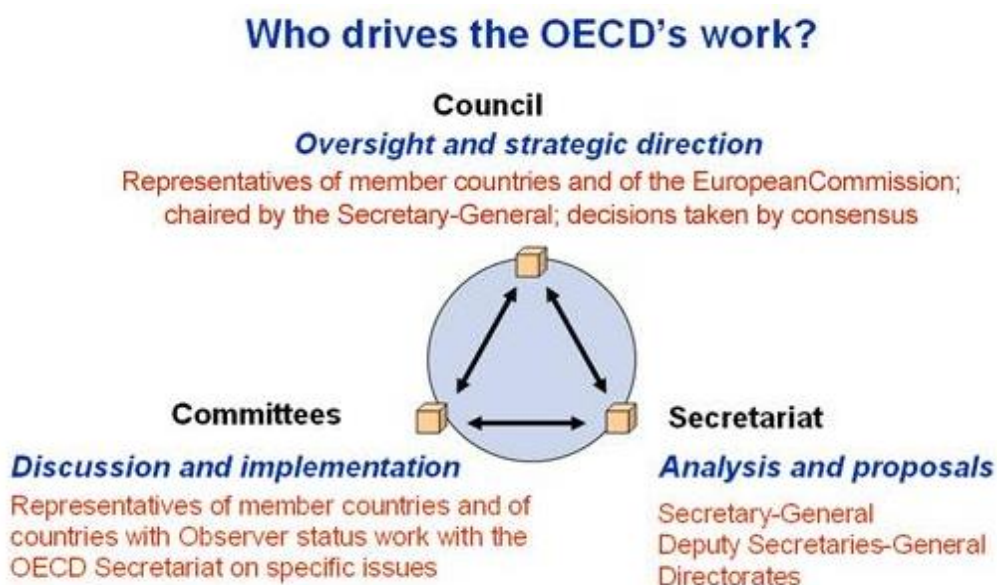 Who drives the OECD's work?
Council
Oversight and strategic direction
Representatives of member countries and of the EuropeanCommission;
chaired by the Secretary-General; decisions taken by consensus
Committees
Discussion and implementation
Representatives of member countries and of
countries with Observer status work with the
OECD Secretariat on specific issues
Secretariat
Analysis and proposals
Secretary-General
Deputy Secretaries-General
Directorates